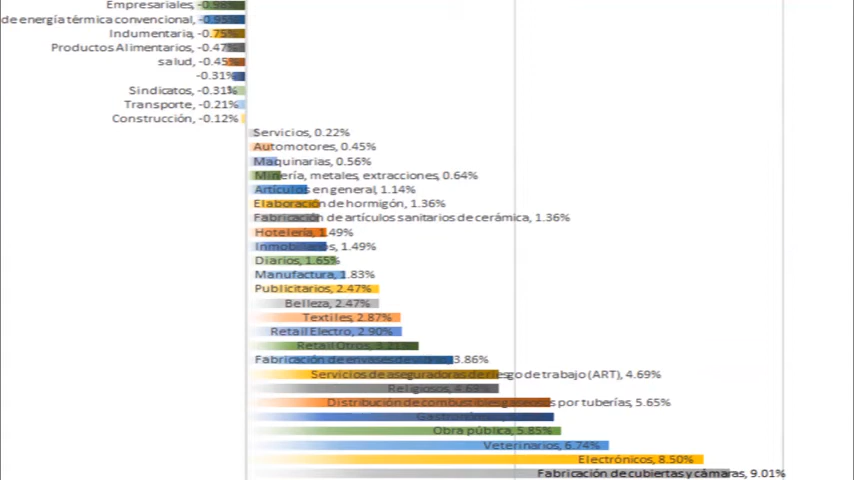 Empresariales, -0.98%
de energía térmica convencional, -0.95%
Indumentaria, -0.75%
Productos Alimentarios, -0.47%
salud, -0.45%
-0.31%
Sindicatos, -0.31%
Transporte, -0.21%
Construcción, -0.12%
Servicios, 0.22%
Automotores, 0.45%
Maquinarias, 0.56%
Minería, metales, extracciones, 0.64%
Artículos en general, 1.14%
Elaboración de hormigón, 1.36%
Fabricación de artículos sanitarios de cerámica, 1.36%
Hotelería, 1.49%
Inmobiliarios, 1.49%
Diarios, 1.65%
Manufactura, 1.83%
Publicitarios, 2.47%
Belleza, 2.47%
Textiles, 2.87%
Retail Electro, 2.90%
Retail Otros, 3.21%
Fabricación de envases de vidrio, 3.86%
Servicios de aseguradoras de riesgo de trabajo (ART), 4.69%
Religiosos, 4.69%
Distribución de combustibles gaseosos por tuberías, 5.65%
Obra pública, 5.85%
Veterinarios, 6.74%
Electrónicos, 8.50%
Fabricación de cubiertas y cámaras, 9.01%